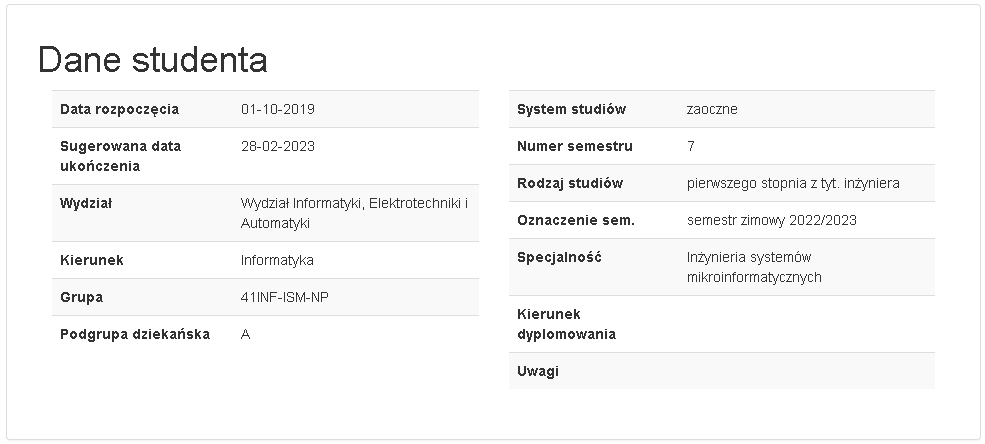 Dane studenta
Data rozpoczęcia 01-10-2019
Sugerowana data 28-02-2023
ukończenia
Wydział Wydział Informatyki, Elektrotechniki i
Automatyki
Kierunek Informatyka
Grupa 41INF-ISM-NP
Podgrupa dziekańska A
System studiów zaoczne
Numer semestru 7
Rodzaj studiów pierwszego stopnia z tyt. inżyniera
Oznaczenie sem. semestr zimowy 2022/2023
Specjalność Inżynieria systemów
mikroinformatycznych
Kierunek
dyplomowania
Uwagi